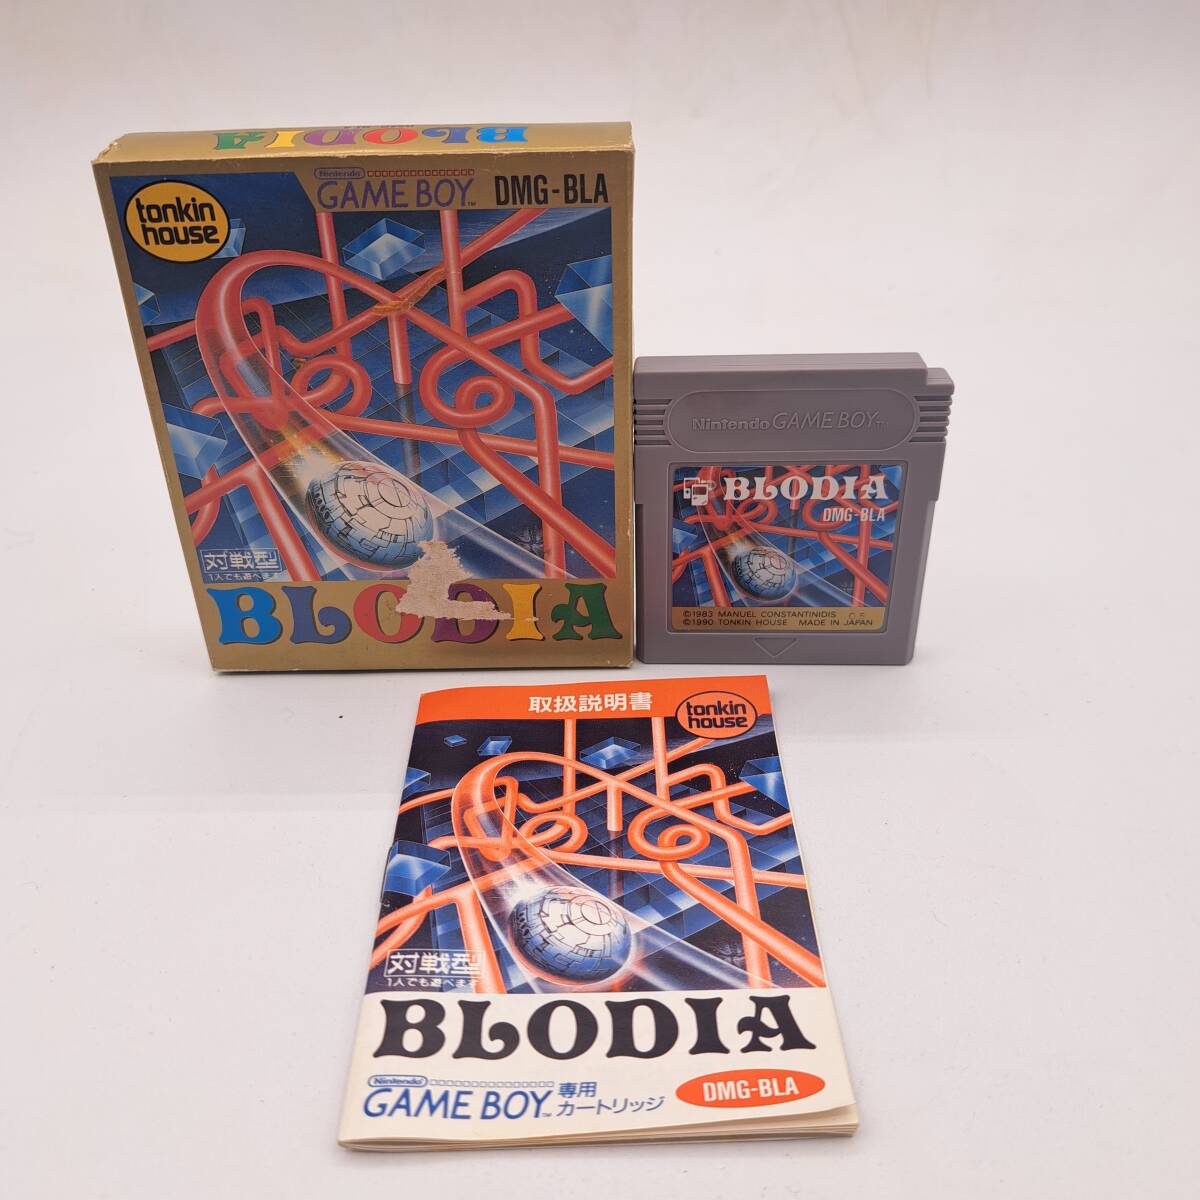 BLODIA
Nintendo
GAME BOY™ DMG-BLA
tonkin
house
対戦型
1人でも遊べます
BLODIA
Nintendo GAME BOY™
BLODIA
DMG-BLA
©1983 MANUEL CONSTANTINIDIS
©1990 TONKIN HOUSE MADE IN JAPAN
取扱説明書
tonkin
house
対戦型
1人でも遊べます
BLODIA
Nintendo
GAME BOY™ 専用
カートリッジ
DMG-BLA